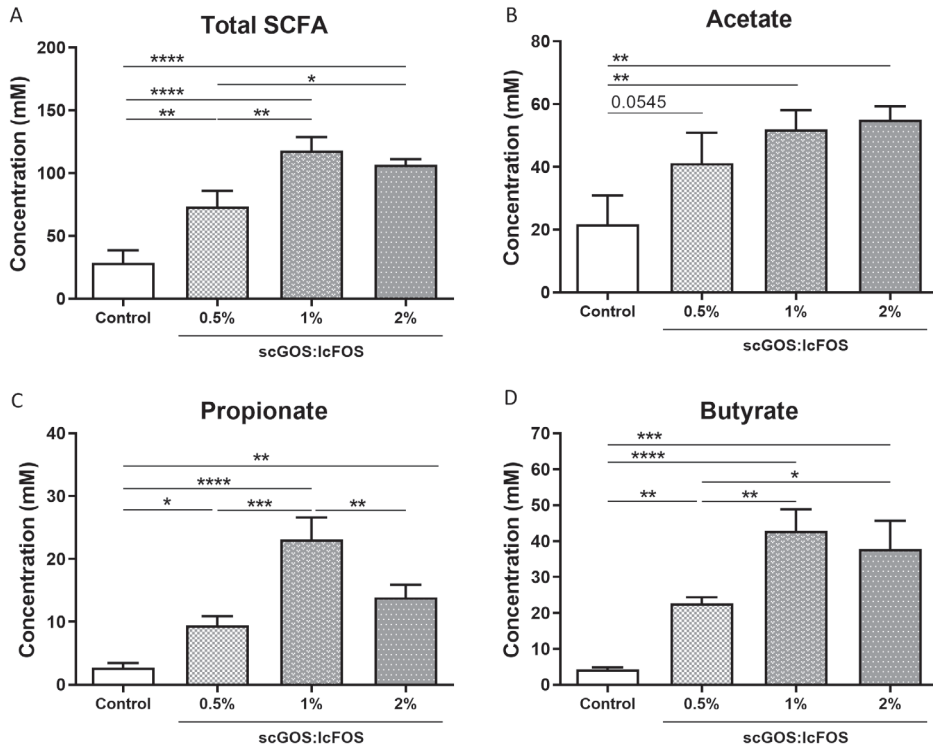 A
Total SCFA
Concentration (mM)
200
150
100
50
0
****
*
****
** **
Control 0.5% 1% 2%
scGOS:lcFOS
B
Acetate
Concentration (mM)
80
60
40
20
0
**
**
0.0545
Control 0.5% 1% 2%
scGOS:lcFOS
C
Propionate
Concentration (mM)
40
30
20
10
0
**
****
* *** **
Control 0.5% 1% 2%
scGOS:lcFOS
D
Butyrate
Concentration (mM)
70
60
50
40
30
20
10
0
***
****
*
** **
Control 0.5% 1% 2%
scGOS:lcFOS